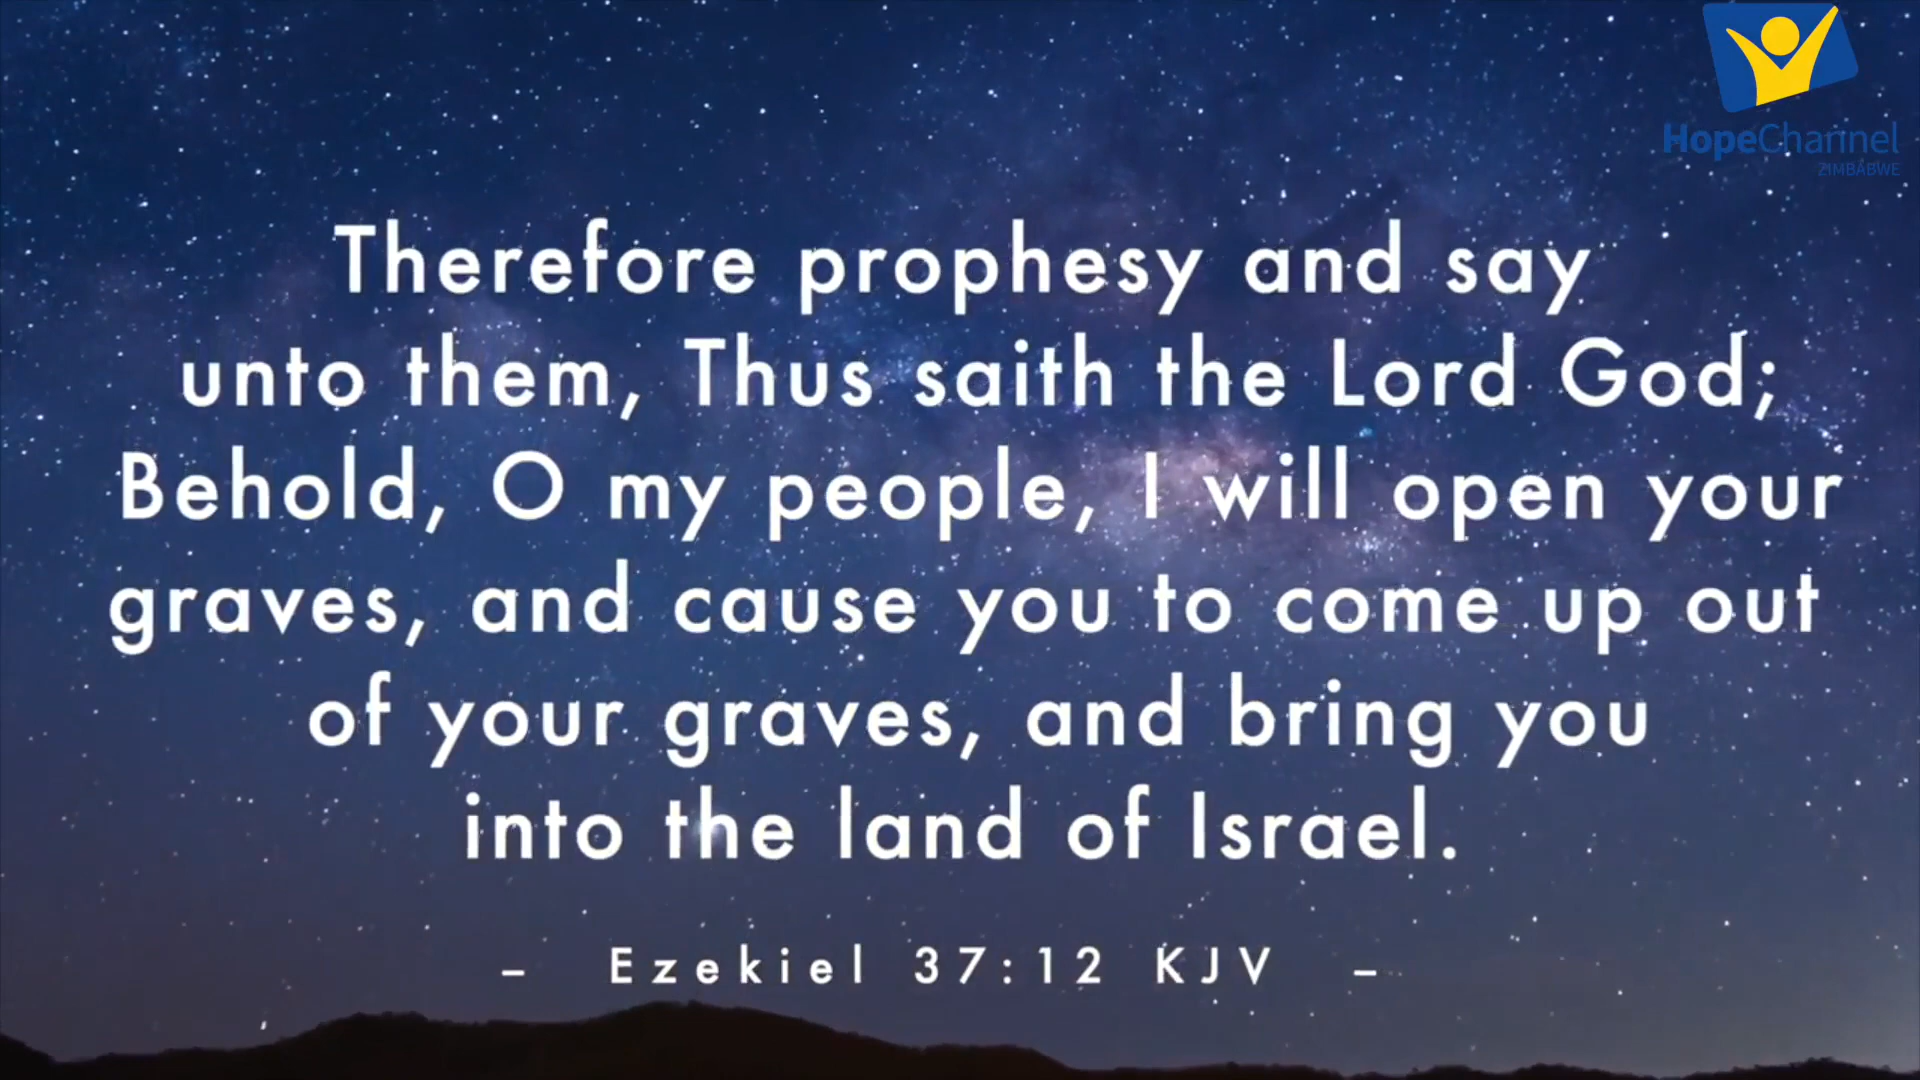 HopeChannel
ZIMBABWE
Therefore prophesy and say
unto them, Thus saith the Lord God;
Behold, O my people, I will open your
graves, and cause you to come up out
of your graves, and bring you
into the land of Israel.
– Ezekiel 37:12 KJV –